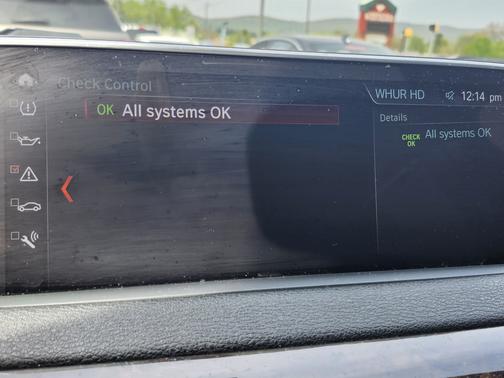 Check Control
WHUR HD
12:14 pm
OK All systems OK
Details
CHECK OK
All systems OK